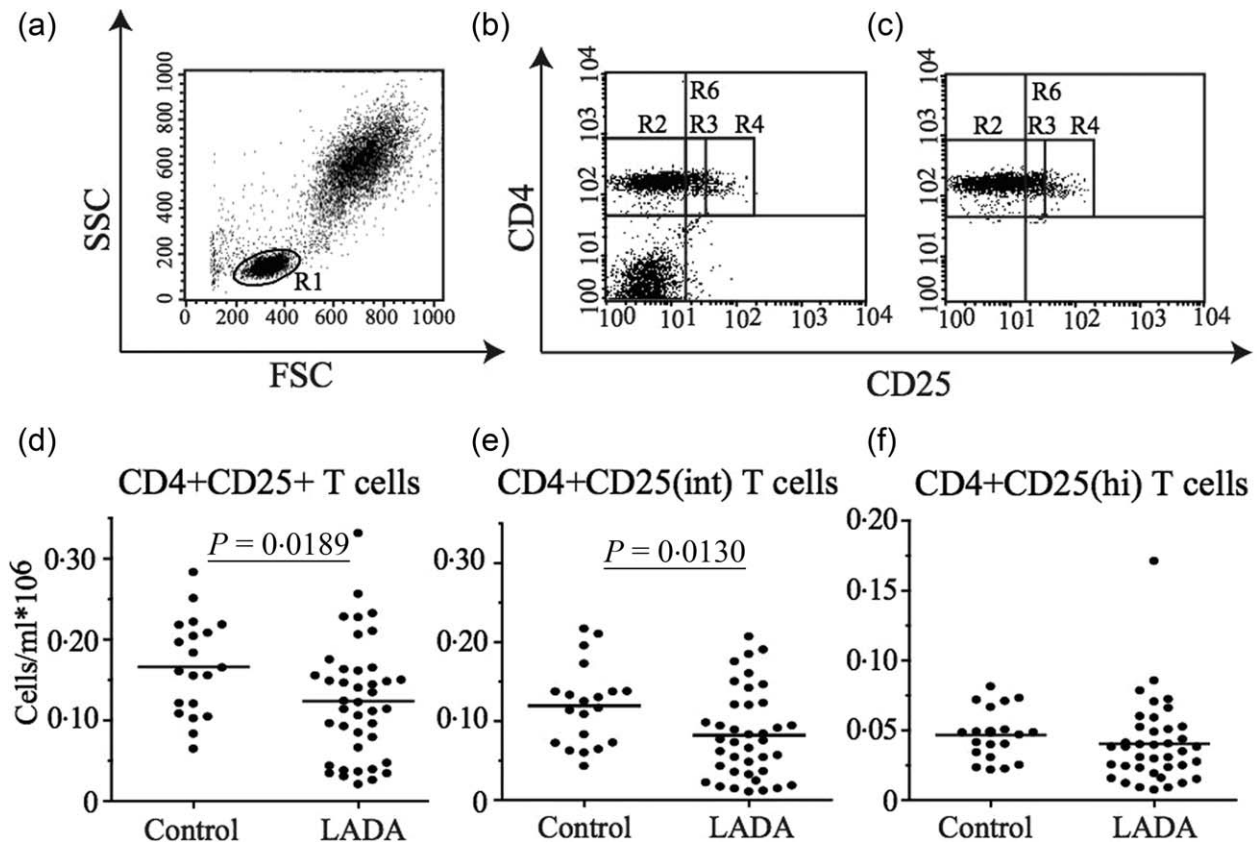 (a)
SSC
1000
800
600
400
200
0
R1
0 200 400 600 800 1000
FSC
(b)
CD4
104
103
102
101
100
R6
R2 R3 R4
100 101 102 103 104
(c)
104
103
102
101
100
R6
R2 R3 R4
100 101 102 103 104
CD25
(d)
CD4+CD25+ T cells
Cells/ml*106
0·30
0·20
0·10
0
P = 0·0189
Control LADA
(e)
CD4+CD25(int) T cells
0·30
0·20
0·10
0
P = 0·0130
Control LADA
(f)
CD4+CD25(hi) T cells
0·20
0·15
0·10
0·05
0
Control LADA